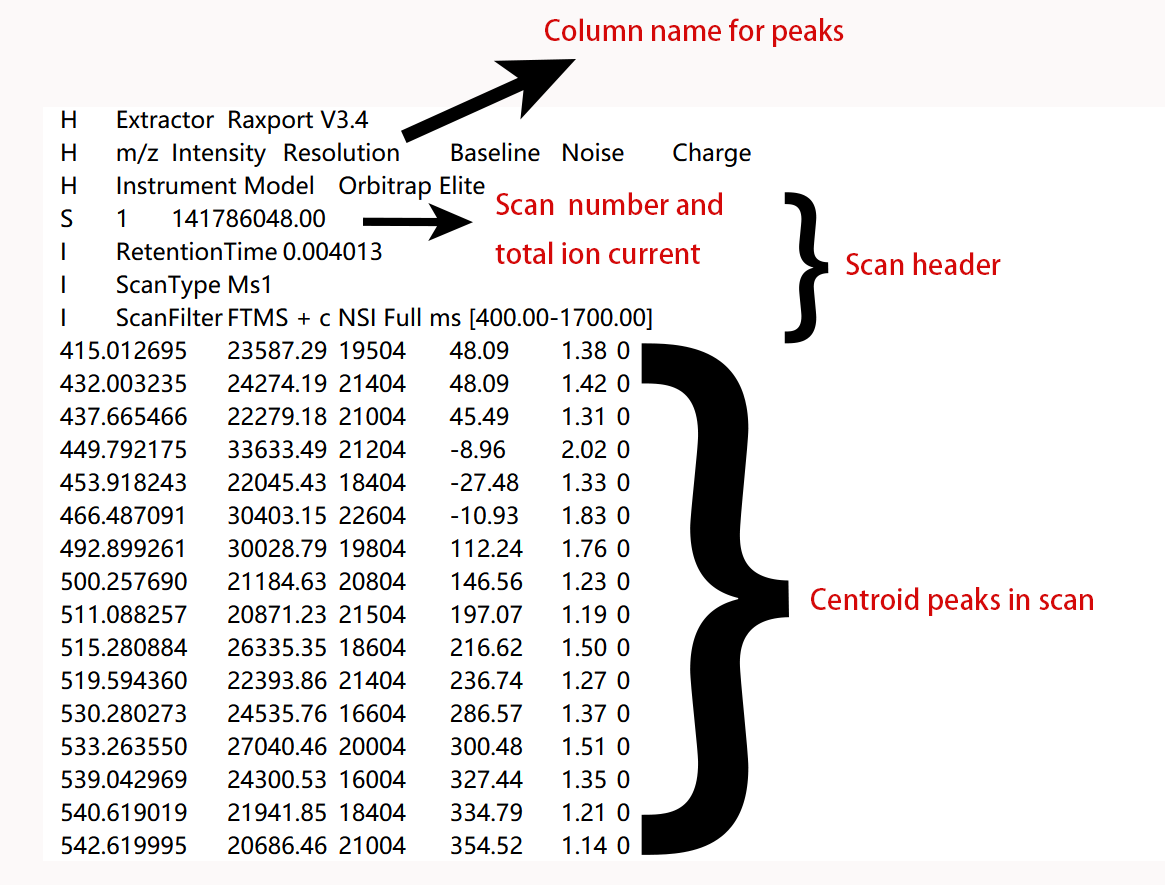 Column name for peaks
H Extractor Raxport V3.4
H m/z Intensity Resolution Baseline Noise Charge
H Instrument Model Orbitrap Elite
S 1 141786048.00
Scan number and
total ion current
I RetentionTime 0.004013
I ScanType Ms1
I ScanFilter FTMS + c NSI Full ms [400.00-1700.00]
Scan header
415.012695 23587.29 19504 48.09 1.38 0
432.003235 24274.19 21404 48.09 1.42 0
437.665466 22279.18 21004 45.49 1.31 0
449.792175 33633.49 21204 -8.96 2.02 0
453.918243 22045.43 18404 -27.48 1.33 0
466.487091 30403.15 22604 -10.93 1.83 0
492.899261 30028.79 19804 112.24 1.76 0
500.257690 21184.63 20804 146.56 1.23 0
511.088257 20871.23 21504 197.07 1.19 0
515.280884 26335.35 18604 216.62 1.50 0
519.594360 22393.86 21404 236.74 1.27 0
530.280273 24535.76 16604 286.57 1.37 0
533.263550 27040.46 20004 300.48 1.51 0
539.042969 24300.53 16004 327.44 1.35 0
540.619019 21941.85 18404 334.79 1.21 0
542.619995 20686.46 21004 354.52 1.14 0
Centroid peaks in scan